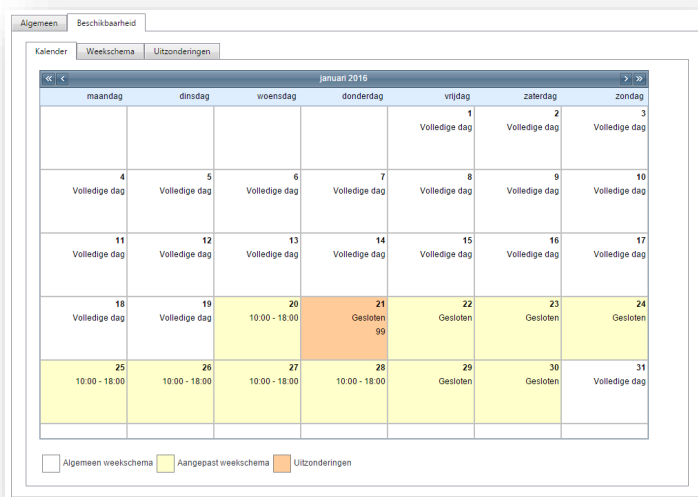 Algemeen Beschikbaarheid
Kalender Weekschema Uitzonderingen
« ‹ januari 2016 › »
maandag dinsdag woensdag donderdag vrijdag zaterdag zondag
1 2 3
Volledige dag Volledige dag Volledige dag
4 5 6 7 8 9 10
Volledige dag Volledige dag Volledige dag Volledige dag Volledige dag Volledige dag Volledige dag
11 12 13 14 15 16 17
Volledige dag Volledige dag Volledige dag Volledige dag Volledige dag Volledige dag Volledige dag
18 19 20 21 22 23 24
Volledige dag Volledige dag 10:00 - 18:00 Gesloten Gesloten Gesloten Gesloten
99
25 26 27 28 29 30 31
10:00 - 18:00 10:00 - 18:00 10:00 - 18:00 10:00 - 18:00 Gesloten Gesloten Volledige dag
Algemeen weekschema Aangepast weekschema Uitzonderingen